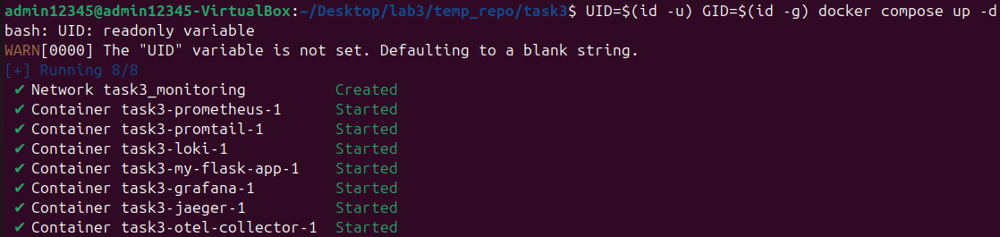 admin12345@admin12345-VirtualBox:~/Desktop/lab3/temp_repo/task3$ UID=$(id -u) GID=$(id -g) docker compose up -d
bash: UID: readonly variable
WARN[0000] The "UID" variable is not set. Defaulting to a blank string.
[+] Running 8/8
✔ Network task3_monitoring Created
✔ Container task3-prometheus-1 Started
✔ Container task3-promtail-1 Started
✔ Container task3-loki-1 Started
✔ Container task3-my-flask-app-1 Started
✔ Container task3-grafana-1 Started
✔ Container task3-jaeger-1 Started
✔ Container task3-otel-collector-1 Started